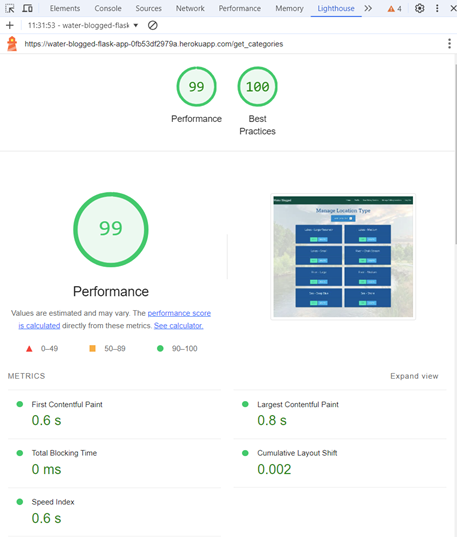 Elements Console Sources Network Performance Memory Lighthouse 4
11:31:53 - water-blogged-flask
https://water-blogged-flask-app-0fb53df2979a.herokuapp.com/get_categories
99 100
Performance Best
Practices
99
Performance
Values are estimated and may vary. The performance score
is calculated directly from these metrics. See calculator.
0–49 50–89 90–100
Manage Location Type
METRICS Expand view
First Contentful Paint Largest Contentful Paint
0.6 s 0.8 s
Total Blocking Time Cumulative Layout Shift
0 ms 0.002
Speed Index
0.6 s